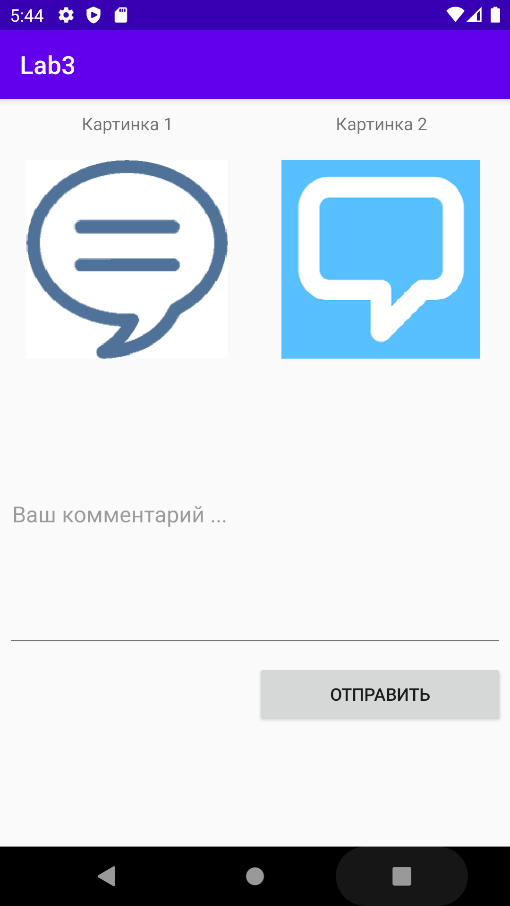 5:44
Lab3
Картинка 1
Картинка 2
Ваш комментарий ...
ОТПРАВИТЬ